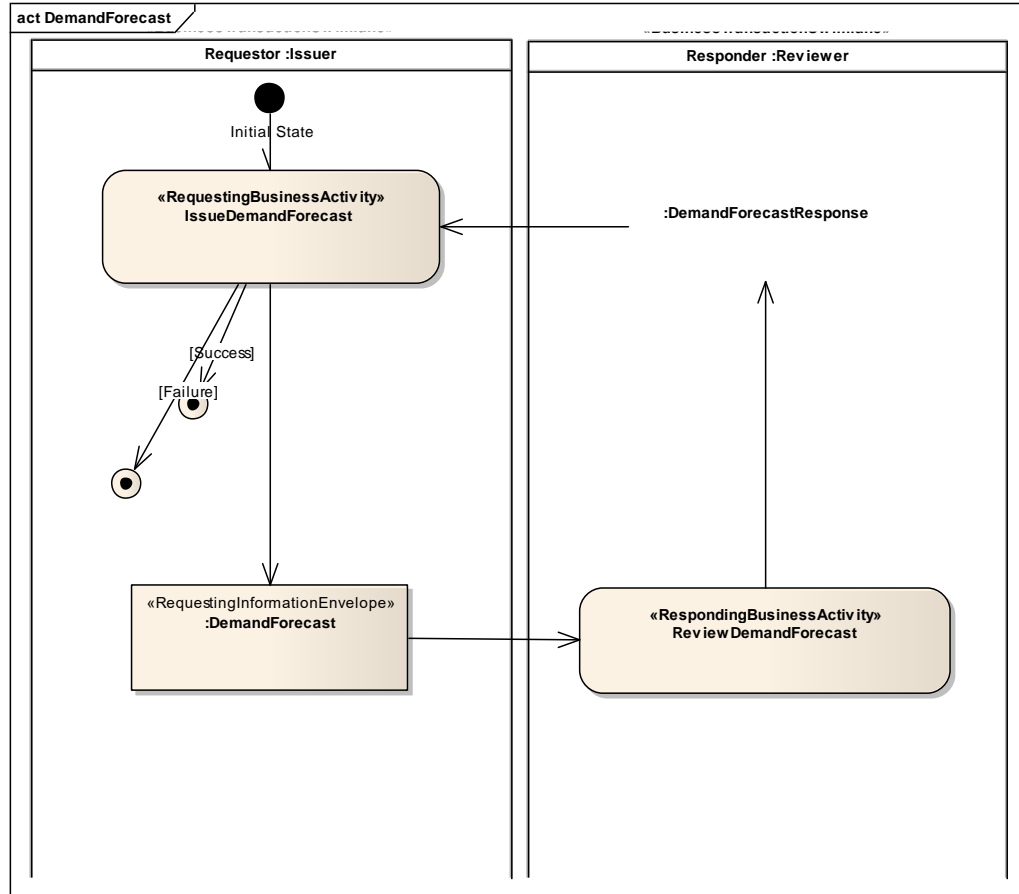 act DemandForecast
Requestor :Issuer
Responder :Reviewer
Initial State
«RequestingBusinessActivity»
IssueDemandForecast
:DemandForecastResponse
[Success]
[Failure]
«RequestingInformationEnvelope»
:DemandForecast
«RespondingBusinessActivity»
ReviewDemandForecast